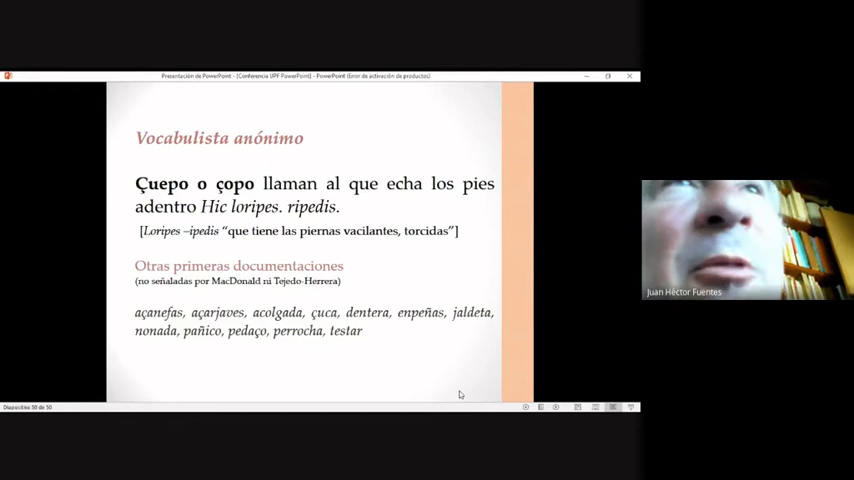 Presentación de PowerPoint - [Conferencia UPF PowerPoint] - PowerPoint (Error de activación de productos)
Vocabulista anónimo
Çuepo o çopo llaman al que echa los pies
adentro Hic loripes. ripedis.
[Loripes –ipedis “que tiene las piernas vacilantes, torcidas”]
Otras primeras documentaciones
(no señaladas por MacDonald ni Tejedo-Herrera)
açanefas, açarjaves, acolgada, çuca, dentera, enpeñas, jaldeta,
nonada, pañico, pedaço, perrocha, testar
Juan Héctor Fuentes
Diapositiva 50 de 50